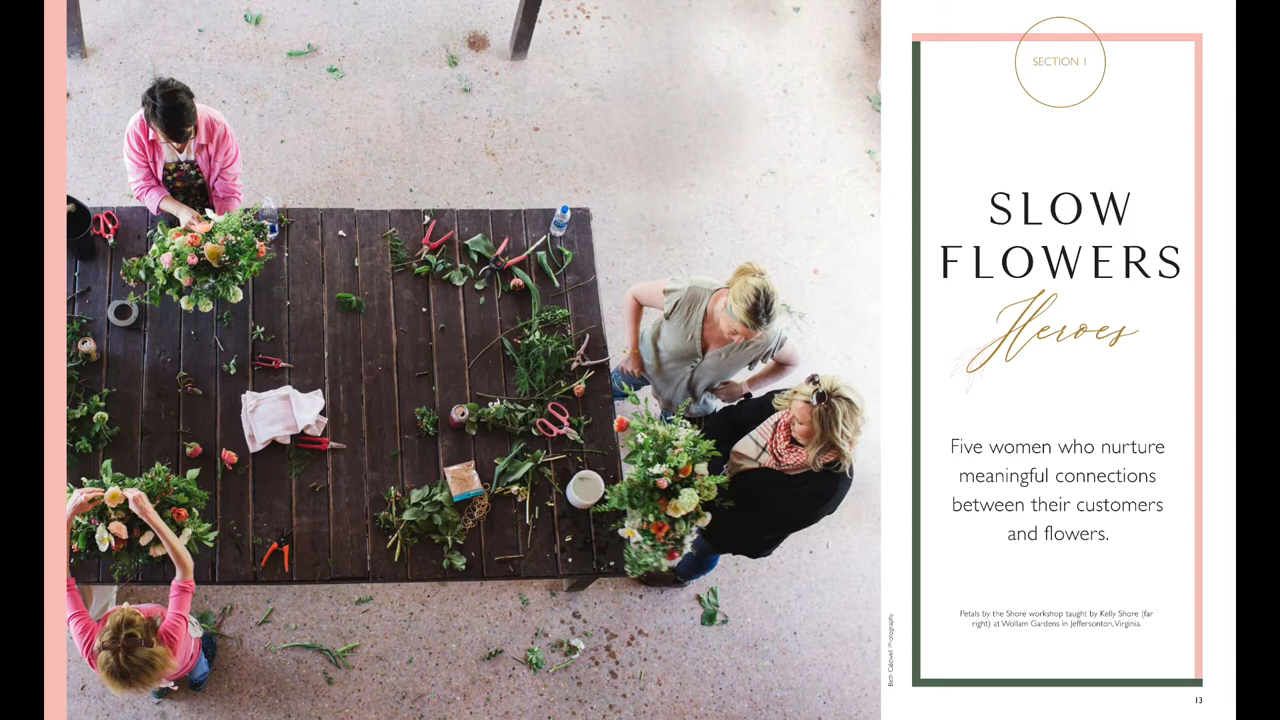 SECTION 1
SLOW
FLOWERS
Heroes
Five women who nurture
meaningful connections
between their customers
and flowers.
Petals by the Shore workshop taught by Kelly Shore (far
right) at Wollam Gardens in Jeffersonton, Virginia.
Beth Caldwell Photography
13